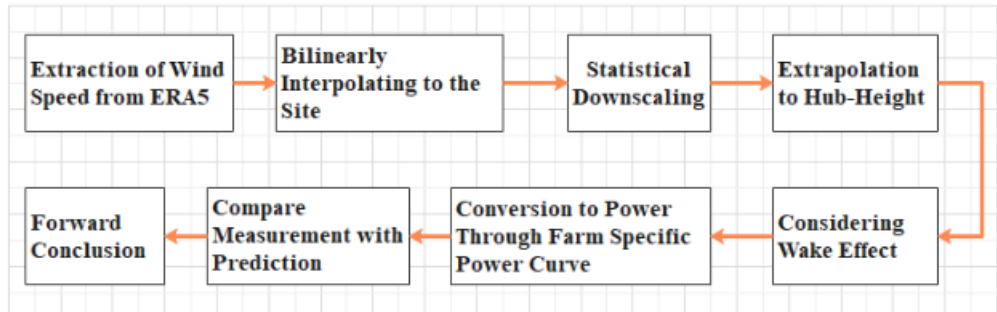 Extraction of Wind
Speed from ERA5
Bilinearly
Interpolating to the
Site
Statistical
Downscaling
Extrapolation
to Hub-Height
Considering
Wake Effect
Conversion to Power
Through Farm Specific
Power Curve
Compare
Measurement with
Prediction
Forward
Conclusion